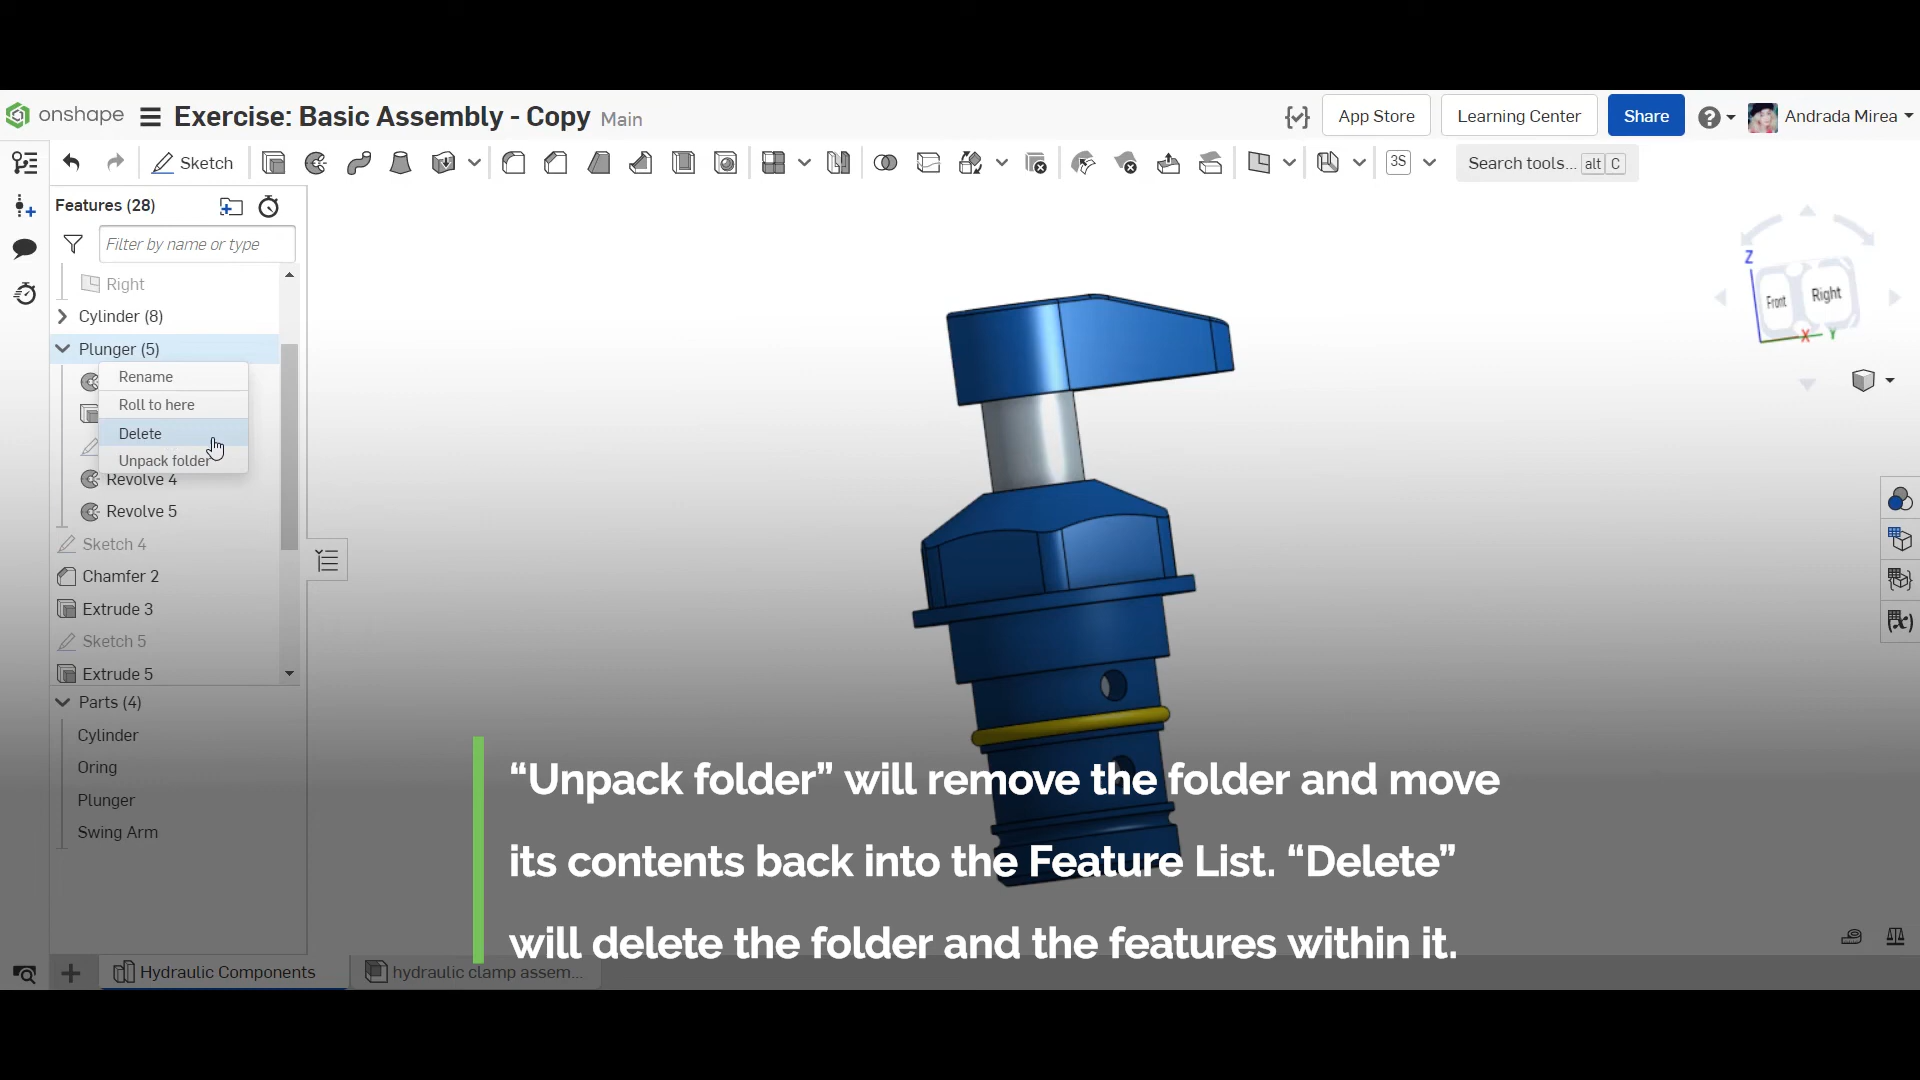 onshape
Exercise: Basic Assembly - Copy Main
App Store
Learning Center
Share
Andrada Mirea
Sketch
3S
Search tools... alt C
Features (28)
Filter by name or type
Right
Cylinder (8)
Plunger (5)
Rename
Roll to here
Delete
Unpack folder
Revolve 4
Revolve 5
Sketch 4
Chamfer 2
Extrude 3
Sketch 5
Extrude 5
Parts (4)
Cylinder
Oring
Plunger
Swing Arm
Z
Front
Right
X
Y
“Unpack folder” will remove the folder and move
its contents back into the Feature List. “Delete”
will delete the folder and the features within it.
Hydraulic Components
hydraulic clamp assem...